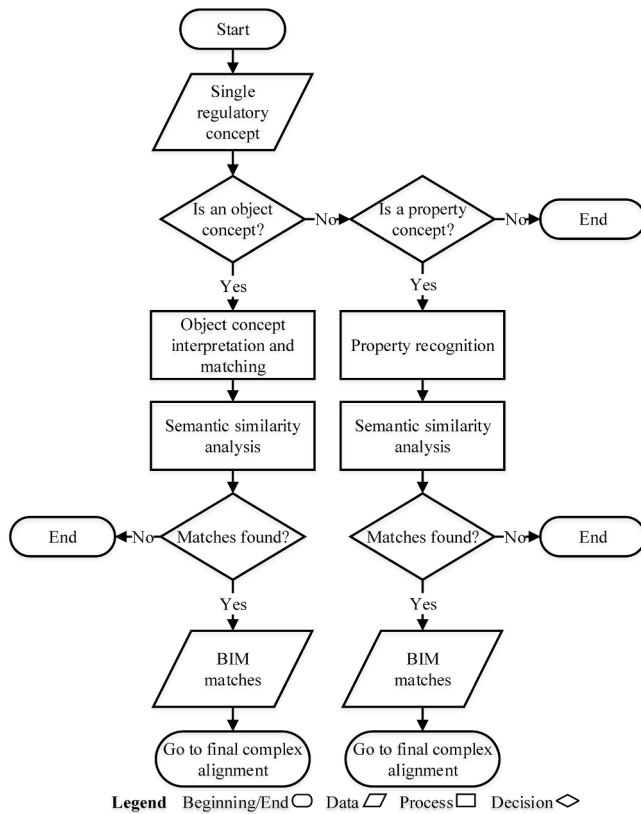 Start
Single
regulatory
concept
Is an object
concept?
No
Is a property
concept?
No
End
Yes
Yes
Object concept
interpretation and
matching
Property recognition
Semantic similarity
analysis
Semantic similarity
analysis
End
No
Matches found?
Matches found?
No
End
Yes
Yes
BIM
matches
BIM
matches
Go to final complex
alignment
Go to final complex
alignment
Legend Beginning/End Data Process Decision